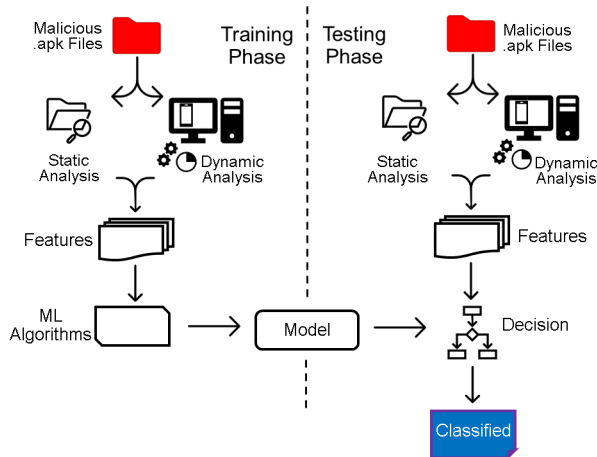 Malicious
.apk Files
Training
Phase
Testing
Phase
Malicious
.apk Files
Static
Analysis
Dynamic
Analysis
Static
Analysis
Dynamic
Analysis
Features
Features
ML
Algorithms
Model
Decision
Classified